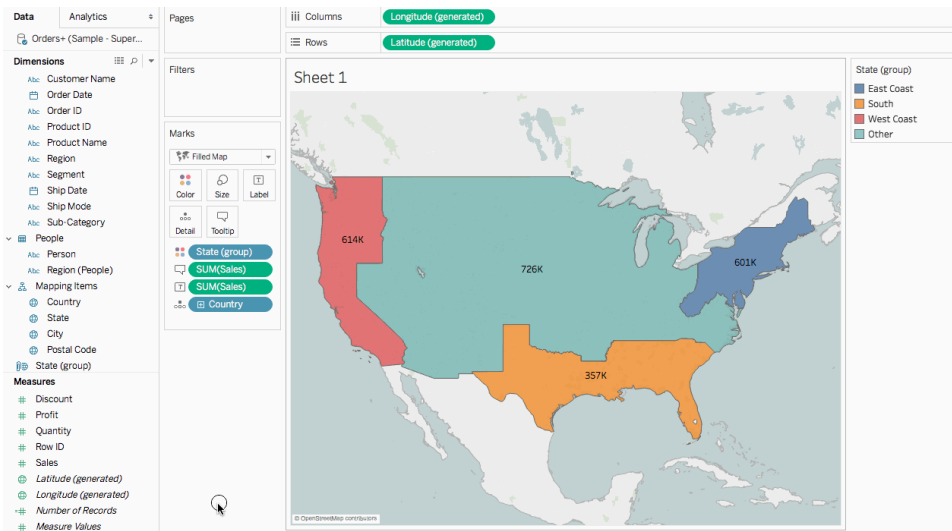 Data
Analytics
Orders+ (Sample - Super...
Dimensions
Abc Customer Name
Order Date
Abc Order ID
Abc Product ID
Abc Product Name
Abc Region
Abc Segment
Ship Date
Abc Ship Mode
Abc Sub-Category
People
Abc Person
Abc Region (People)
Mapping Items
Country
State
City
Postal Code
State (group)
Measures
Discount
Profit
Quantity
Row ID
Sales
Latitude (generated)
Longitude (generated)
Number of Records
Measure Values
Pages
Filters
Marks
Filled Map
Color Size Label
Detail Tooltip
State (group)
SUM(Sales)
SUM(Sales)
Country
Columns Longitude (generated)
Rows Latitude (generated)
Sheet 1
614K
726K
601K
357K
© OpenStreetMap contributors
State (group)
East Coast
South
West Coast
Other